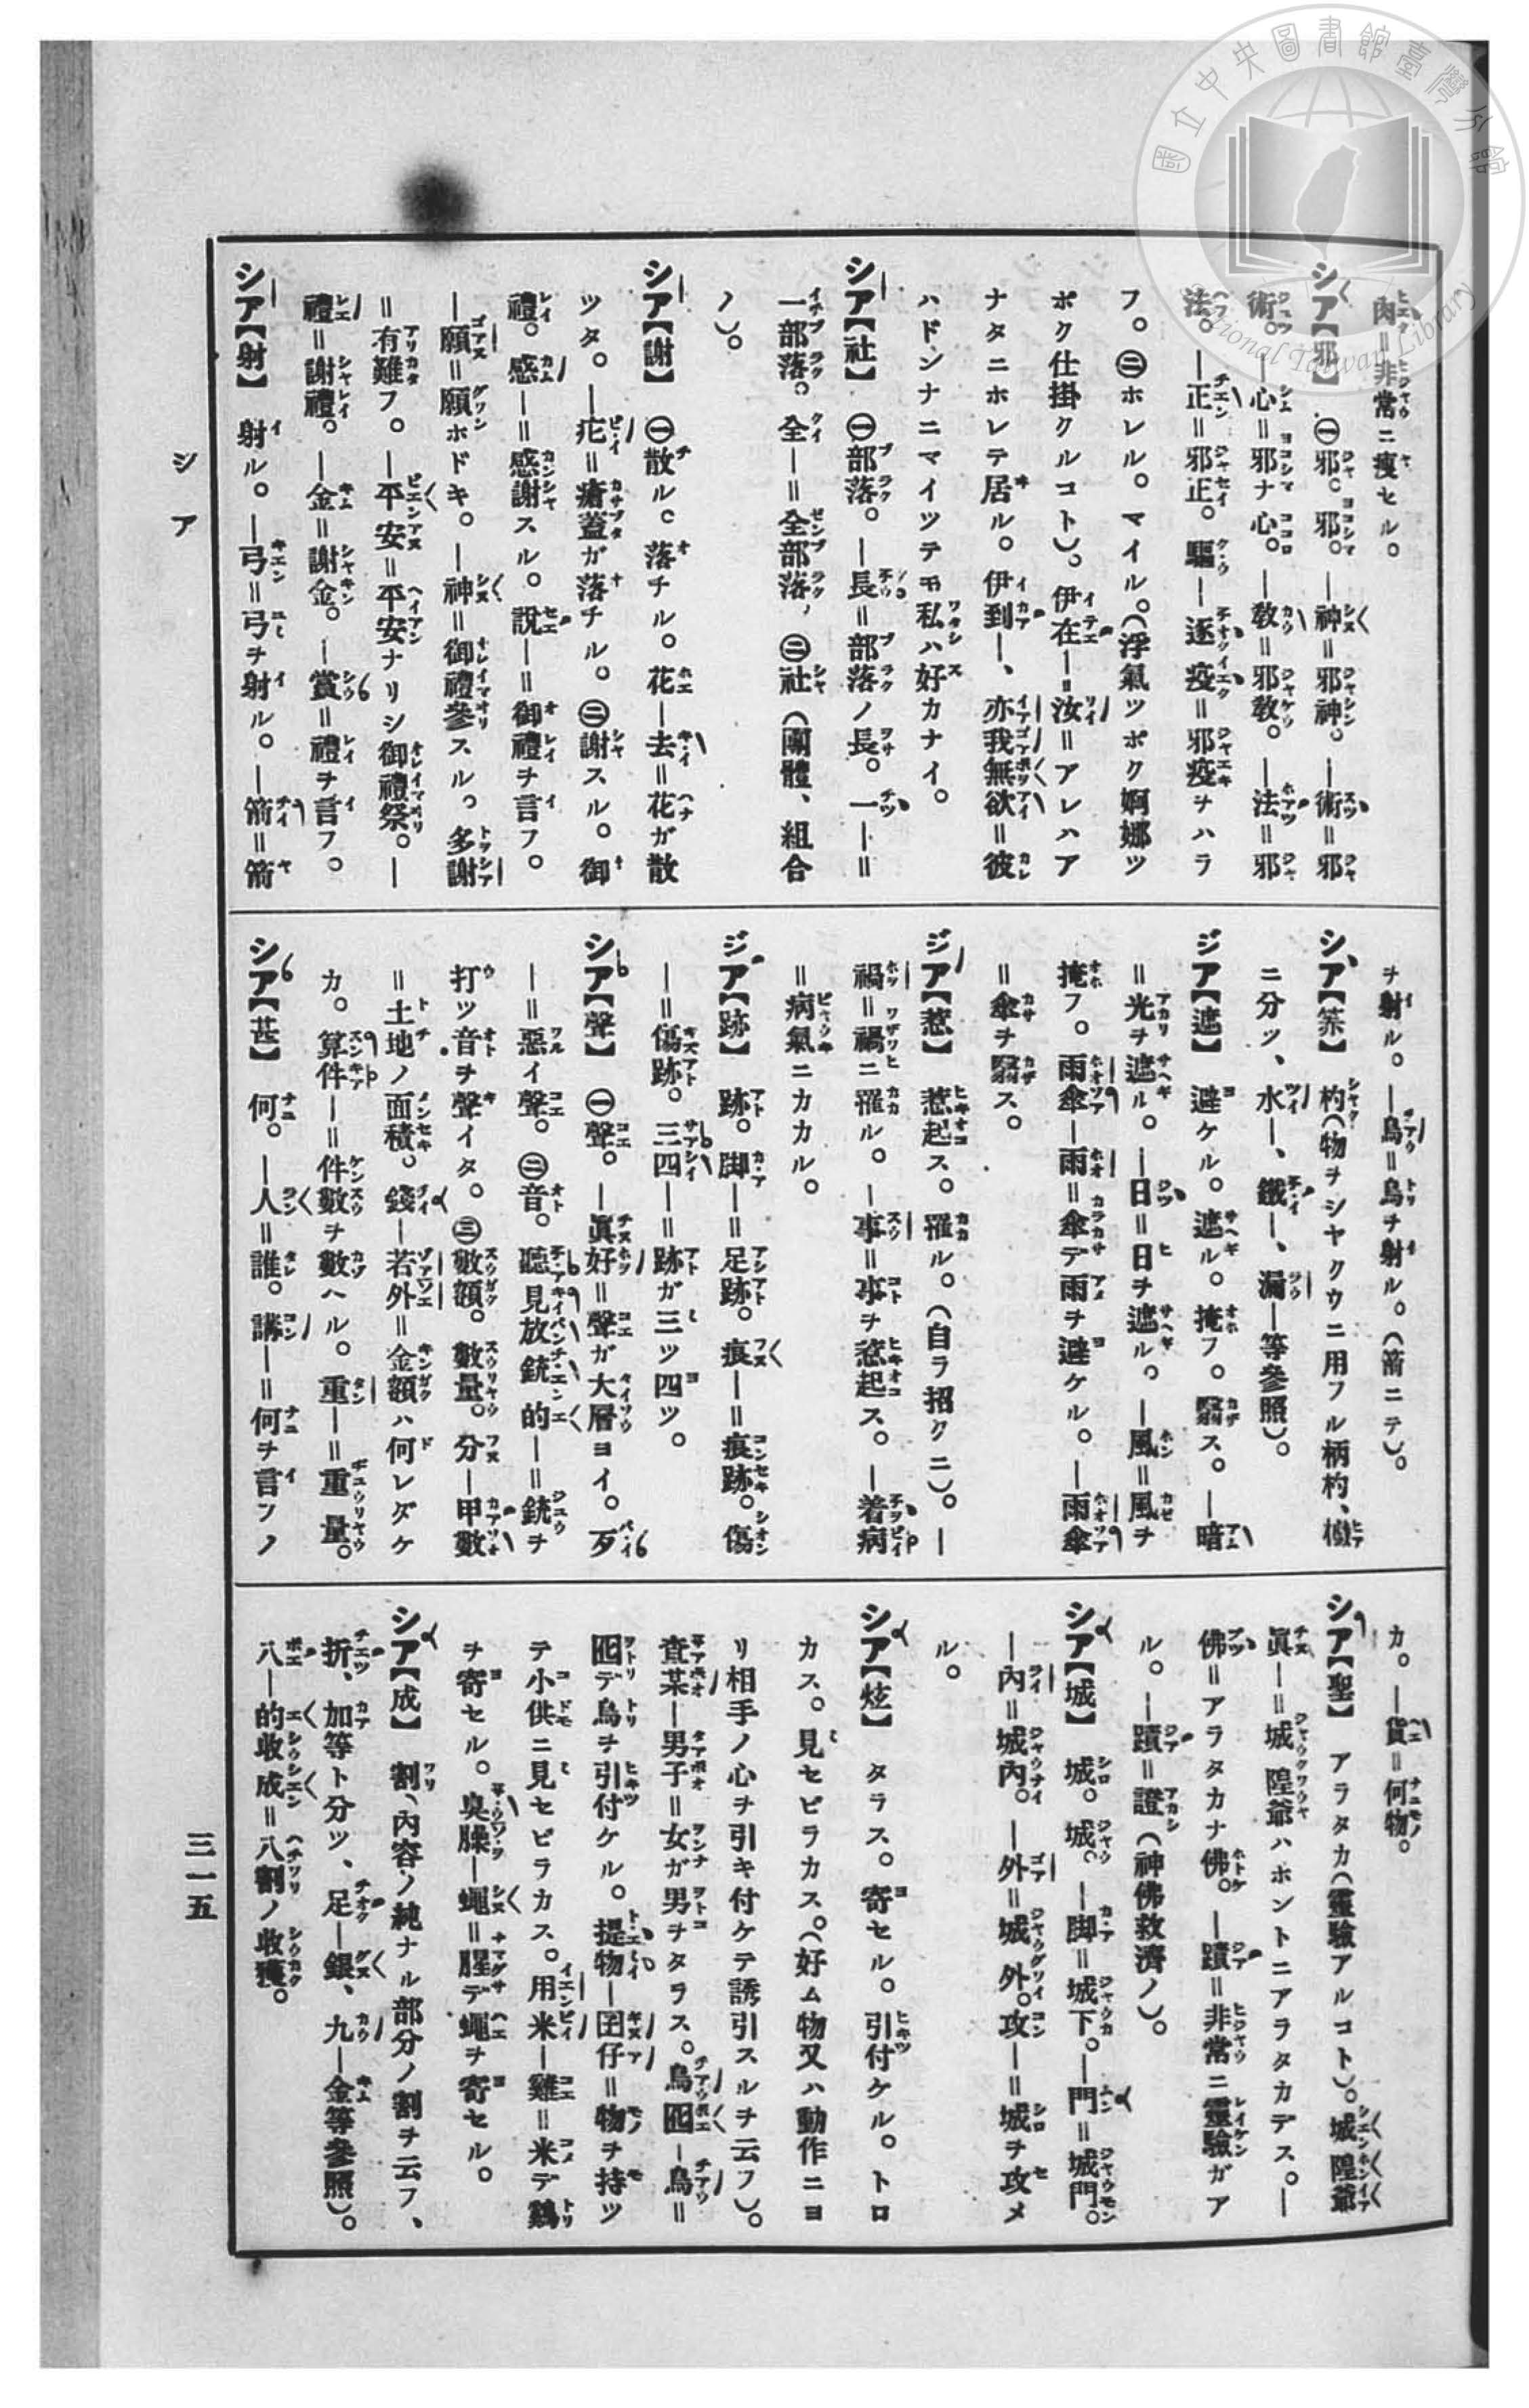 國立中央圖書館臺灣分館
National Taiwan Library
肉=非常ニ瘦セル。
シア【邪】 ㊀邪。邪。—神=邪神。—術=邪
術。—心=邪ナ心。—敎=邪敎。—法=邪
法。—正=邪正。驅—逐疫=邪疫ヲハラ
フ。㊁ホレル。マイル。(浮氣ツポク婀娜ツ
ポク仕掛クルコト)。伊在—=汝=アレハア
ナタニホレテ居ル。伊到—、亦我無欲=彼
ハドンナニマイツテモ私ハ好カナイ。
シア【社】 ㊀部落。—長=部落ノ長。一—=
一部落。全—=全部落，㊁社(團體、組合
ノ)。
シア【謝】 ㊀散ル。落チル。花—去=花ガ散
ツタ。—疕=瘡蓋ガ落チル。㊁謝スル。御
禮。感—=感謝スル。說—=御禮ヲ言フ。
—願=願ホドキ。—神=御禮參スル。多謝
=有難フ。—平安=平安ナリシ御禮祭。—
禮=謝禮。—金=謝金。—賞=禮ヲ言フ。
シア【射】 射ル。—弓=弓ヲ射ル。—箭=箭
ヲ射ル。—鳥=鳥ヲ射ル。(箭ニテ)。
シア【 】 杓(物ヲシヤクウニ用フル柄杓、
ニ分ツ、水—、鐵—、漏—等參照)。
ジア【遮】 避ケル。遮ル。掩フ。翳ス。—暗
=光ヲ遮ル。—日=日ヲ遮ル。—風=風ヲ
掩フ。雨傘—雨=傘デ雨ヲ避ケル。—雨傘
=傘ヲ翳ス。
ジア【惹】 惹起ス。罹ル。(自ラ招クニ)。—
禍=禍ニ罹ル。—事=事ヲ惹起ス。—着病
=病氣ニカカル。
ジア【跡】 跡。脚—=足跡。痕—=痕跡。傷
—=傷跡。三四—=跡ガ三ツ四ツ。
シア【聲】 ㊀聲。—眞好=聲ガ大層ヨイ。歹
—=惡イ聲。㊁音。聽見放銃的—=銃ヲ
打ツ音ヲ聲イタ。㊂數額。數量。分—甲數
=土地ノ面積。錢—若外=金額ハ何レダケ
カ。算件—=件數ヲ數ヘル。重—=重量。
シア【甚】 何。—人=誰。講—=何ヲ言フノ
カ。—貨=何物。
シア【聖】 アラタカ(靈驗アルコト)。城隍爺
眞—=城隍爺ハホントニアラタカデス。—
佛=アラタカナ佛。—蹟=非常ニ靈驗ガア
ル。—蹟=證(神佛救濟ノ)。
シア【城】 城。城。—脚=城下。—門=城門。
—內=城內。—外=城外。攻—=城ヲ攻メ
ル。
シア【炫】 タラス。寄セル。引付ケル。トロ
カス。見セビラカス。(好ム物又ハ動作ニヨ
リ相手ノ心ヲ引キ付ケテ誘引スルヲ云フ)。
査某—男子=女ガ男ヲタラス。鳥囮—鳥=
囮デ鳥ヲ引付ケル。提物—囝仔=物ヲ持ツ
テ小供ニ見セビラカス。用米—雞=米デ鷄
ヲ寄セル。臭臊—蠅=腥デ蠅ヲ寄セル。
シア【成】 割、內容ノ純ナル部分ノ割ヲ云フ、
折、加等ト分ツ、足—銀、九—金等參照)。
八—的收成=八割ノ收穫。
シア
三一五